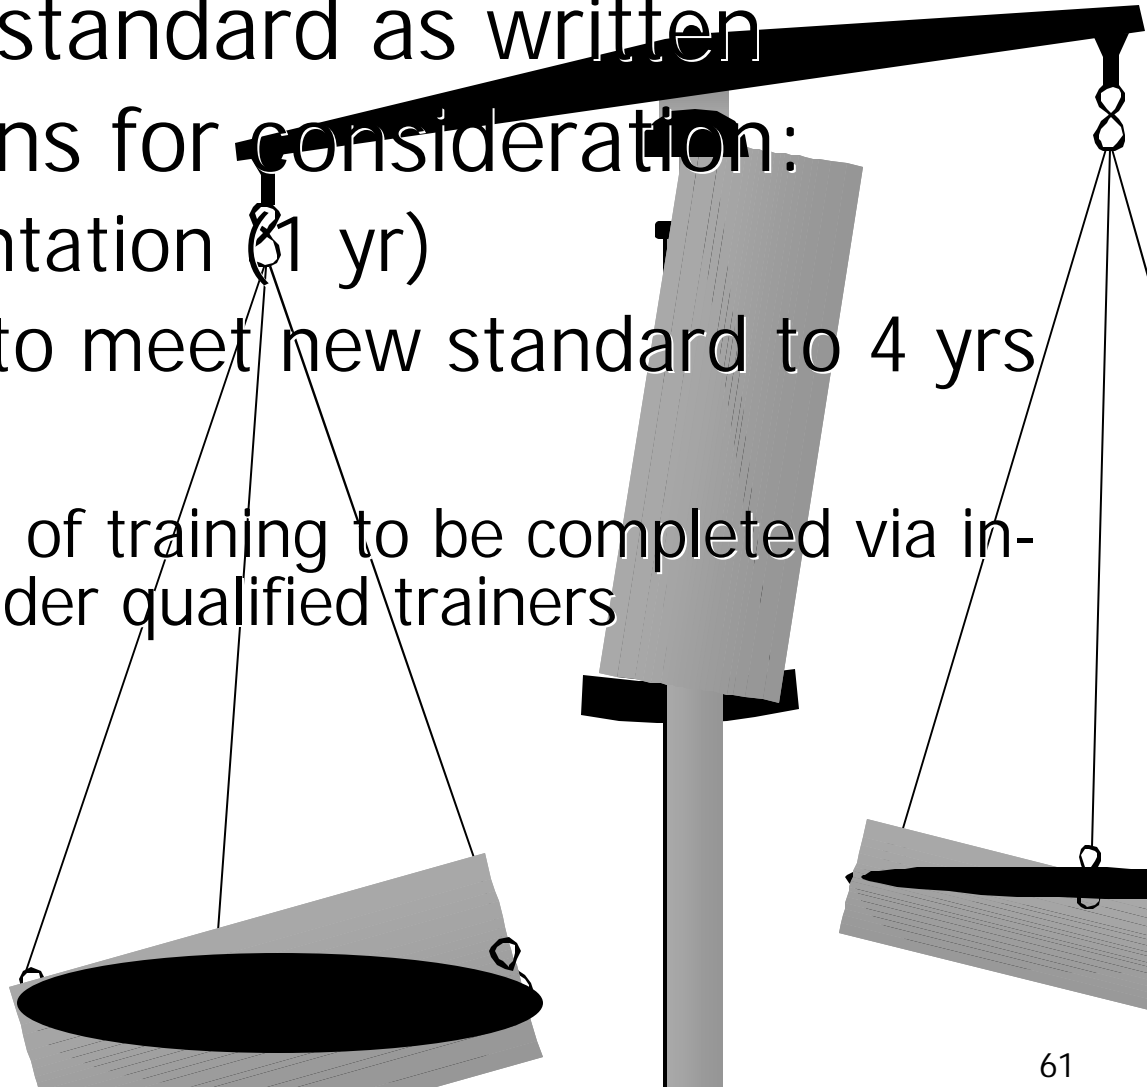 standard as written
ns for consideration:
ntation (1 yr)
to meet new standard to 4 yrs
of training to be completed via in-
der qualified trainers
61